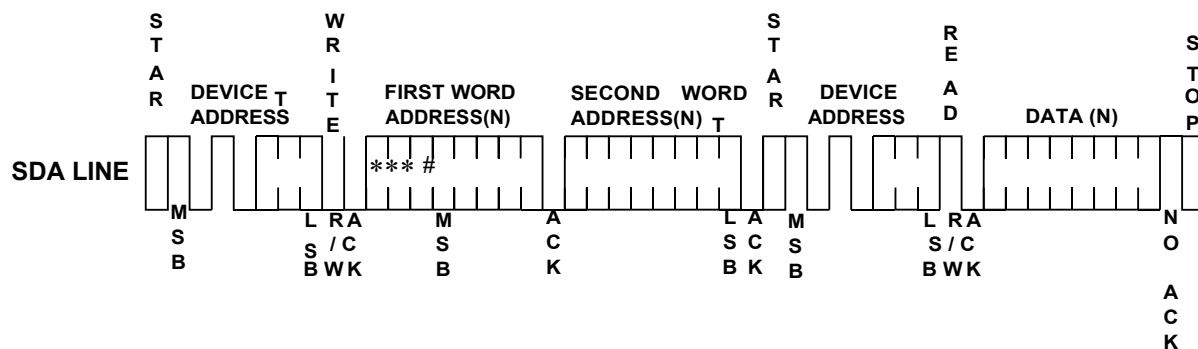 START
DEVICE ADDRESS
WRITE
FIRST WORD
ADDRESS(N)
SECOND WORD
ADDRESS(N)
START
DEVICE
ADDRESS
READ
DATA (N)
STOP
SDA LINE
***#
MSB
LSB
R/W
ACK
MSB
ACK
LSB
ACK
MSB
LSB
R/W
ACK
NO ACK